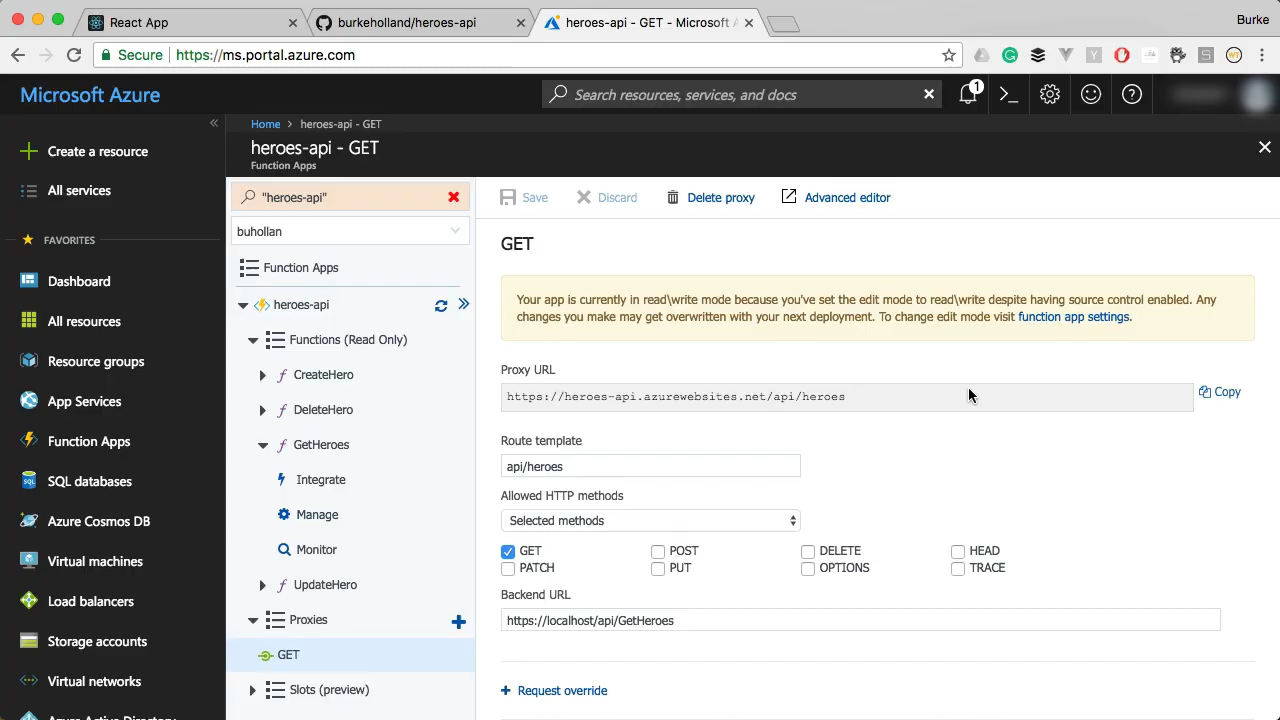 React App
burkeholland/heroes-api
heroes-api - GET - Microsoft A
Burke
Secure
https://ms.portal.azure.com
Microsoft Azure
Search resources, services, and docs
1
Create a resource
All services
FAVORITES
Dashboard
All resources
Resource groups
App Services
Function Apps
SQL databases
Azure Cosmos DB
Virtual machines
Load balancers
Storage accounts
Virtual networks
Azure Active Directory
Home > heroes-api - GET
heroes-api - GET
Function Apps
"heroes-api"
buhollan
Function Apps
heroes-api
Functions (Read Only)
CreateHero
DeleteHero
GetHeroes
Integrate
Manage
Monitor
UpdateHero
Proxies
GET
Slots (preview)
Save
Discard
Delete proxy
Advanced editor
GET
Your app is currently in read\write mode because you've set the edit mode to read\write despite having source control enabled. Any
changes you make may get overwritten with your next deployment. To change edit mode visit function app settings.
Proxy URL
https://heroes-api.azurewebsites.net/api/heroes
Copy
Route template
api/heroes
Allowed HTTP methods
Selected methods
GET POST DELETE HEAD
PATCH PUT OPTIONS TRACE
Backend URL
https://localhost/api/GetHeroes
Request override